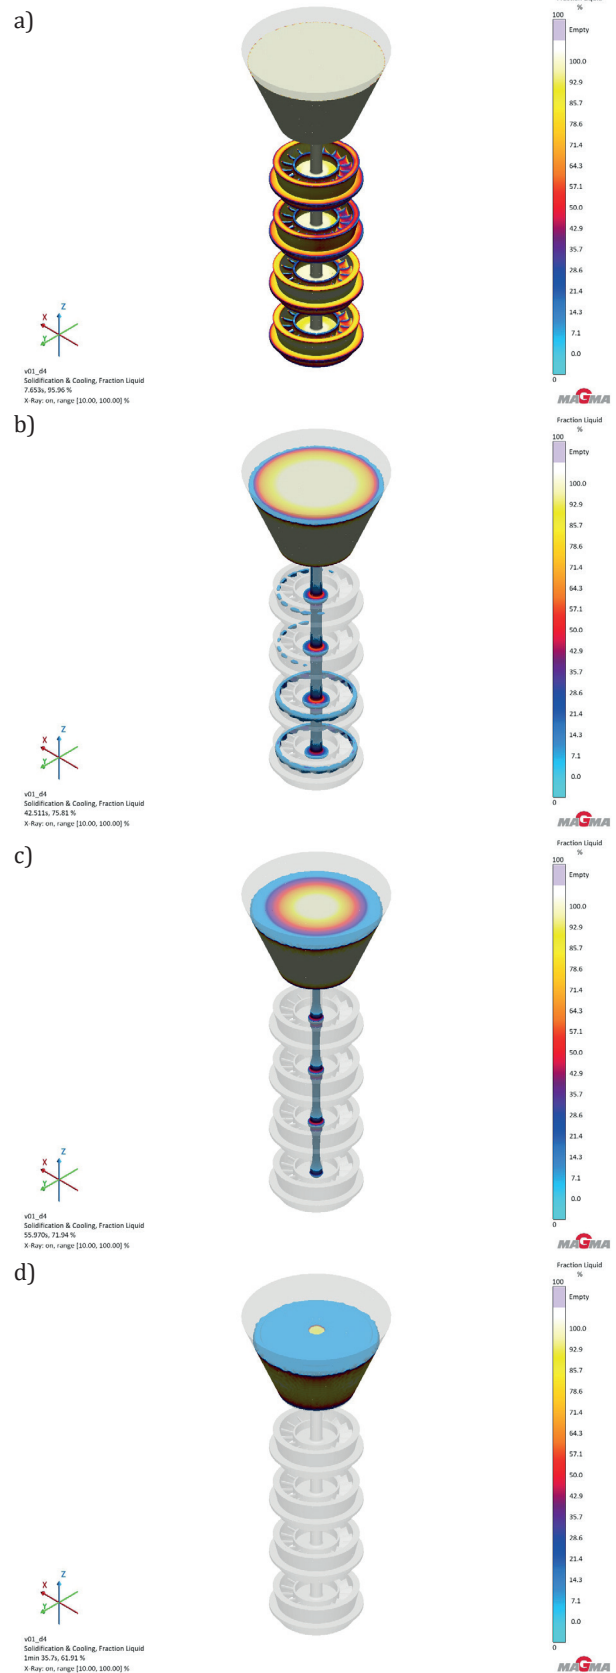 a)
Fraction Liquid
%
100
Empty
100.0
92.9
85.7
78.6
71.4
64.3
57.1
50.0
42.9
35.7
28.6
21.4
14.3
7.1
0.0
0
X
Y
Z
v01_d4
Solidification & Cooling, Fraction Liquid
7.653s, 95.96 %
X-Ray: on, range [10.00, 100.00] %
MAGMA
b)
Fraction Liquid
%
100
Empty
100.0
92.9
85.7
78.6
71.4
64.3
57.1
50.0
42.9
35.7
28.6
21.4
14.3
7.1
0.0
0
X
Y
Z
v01_d4
Solidification & Cooling, Fraction Liquid
42.511s, 75.81 %
X-Ray: on, range [10.00, 100.00] %
MAGMA
c)
Fraction Liquid
%
100
Empty
100.0
92.9
85.7
78.6
71.4
64.3
57.1
50.0
42.9
35.7
28.6
21.4
14.3
7.1
0.0
0
X
Y
Z
v01_d4
Solidification & Cooling, Fraction Liquid
55.970s, 71.94 %
X-Ray: on, range [10.00, 100.00] %
MAGMA
d)
Fraction Liquid
%
100
Empty
100.0
92.9
85.7
78.6
71.4
64.3
57.1
50.0
42.9
35.7
28.6
21.4
14.3
7.1
0.0
0
X
Y
Z
v01_d4
Solidification & Cooling, Fraction Liquid
1min 35.7s, 61.91 %
X-Ray: on, range [10.00, 100.00] %
MAGMA